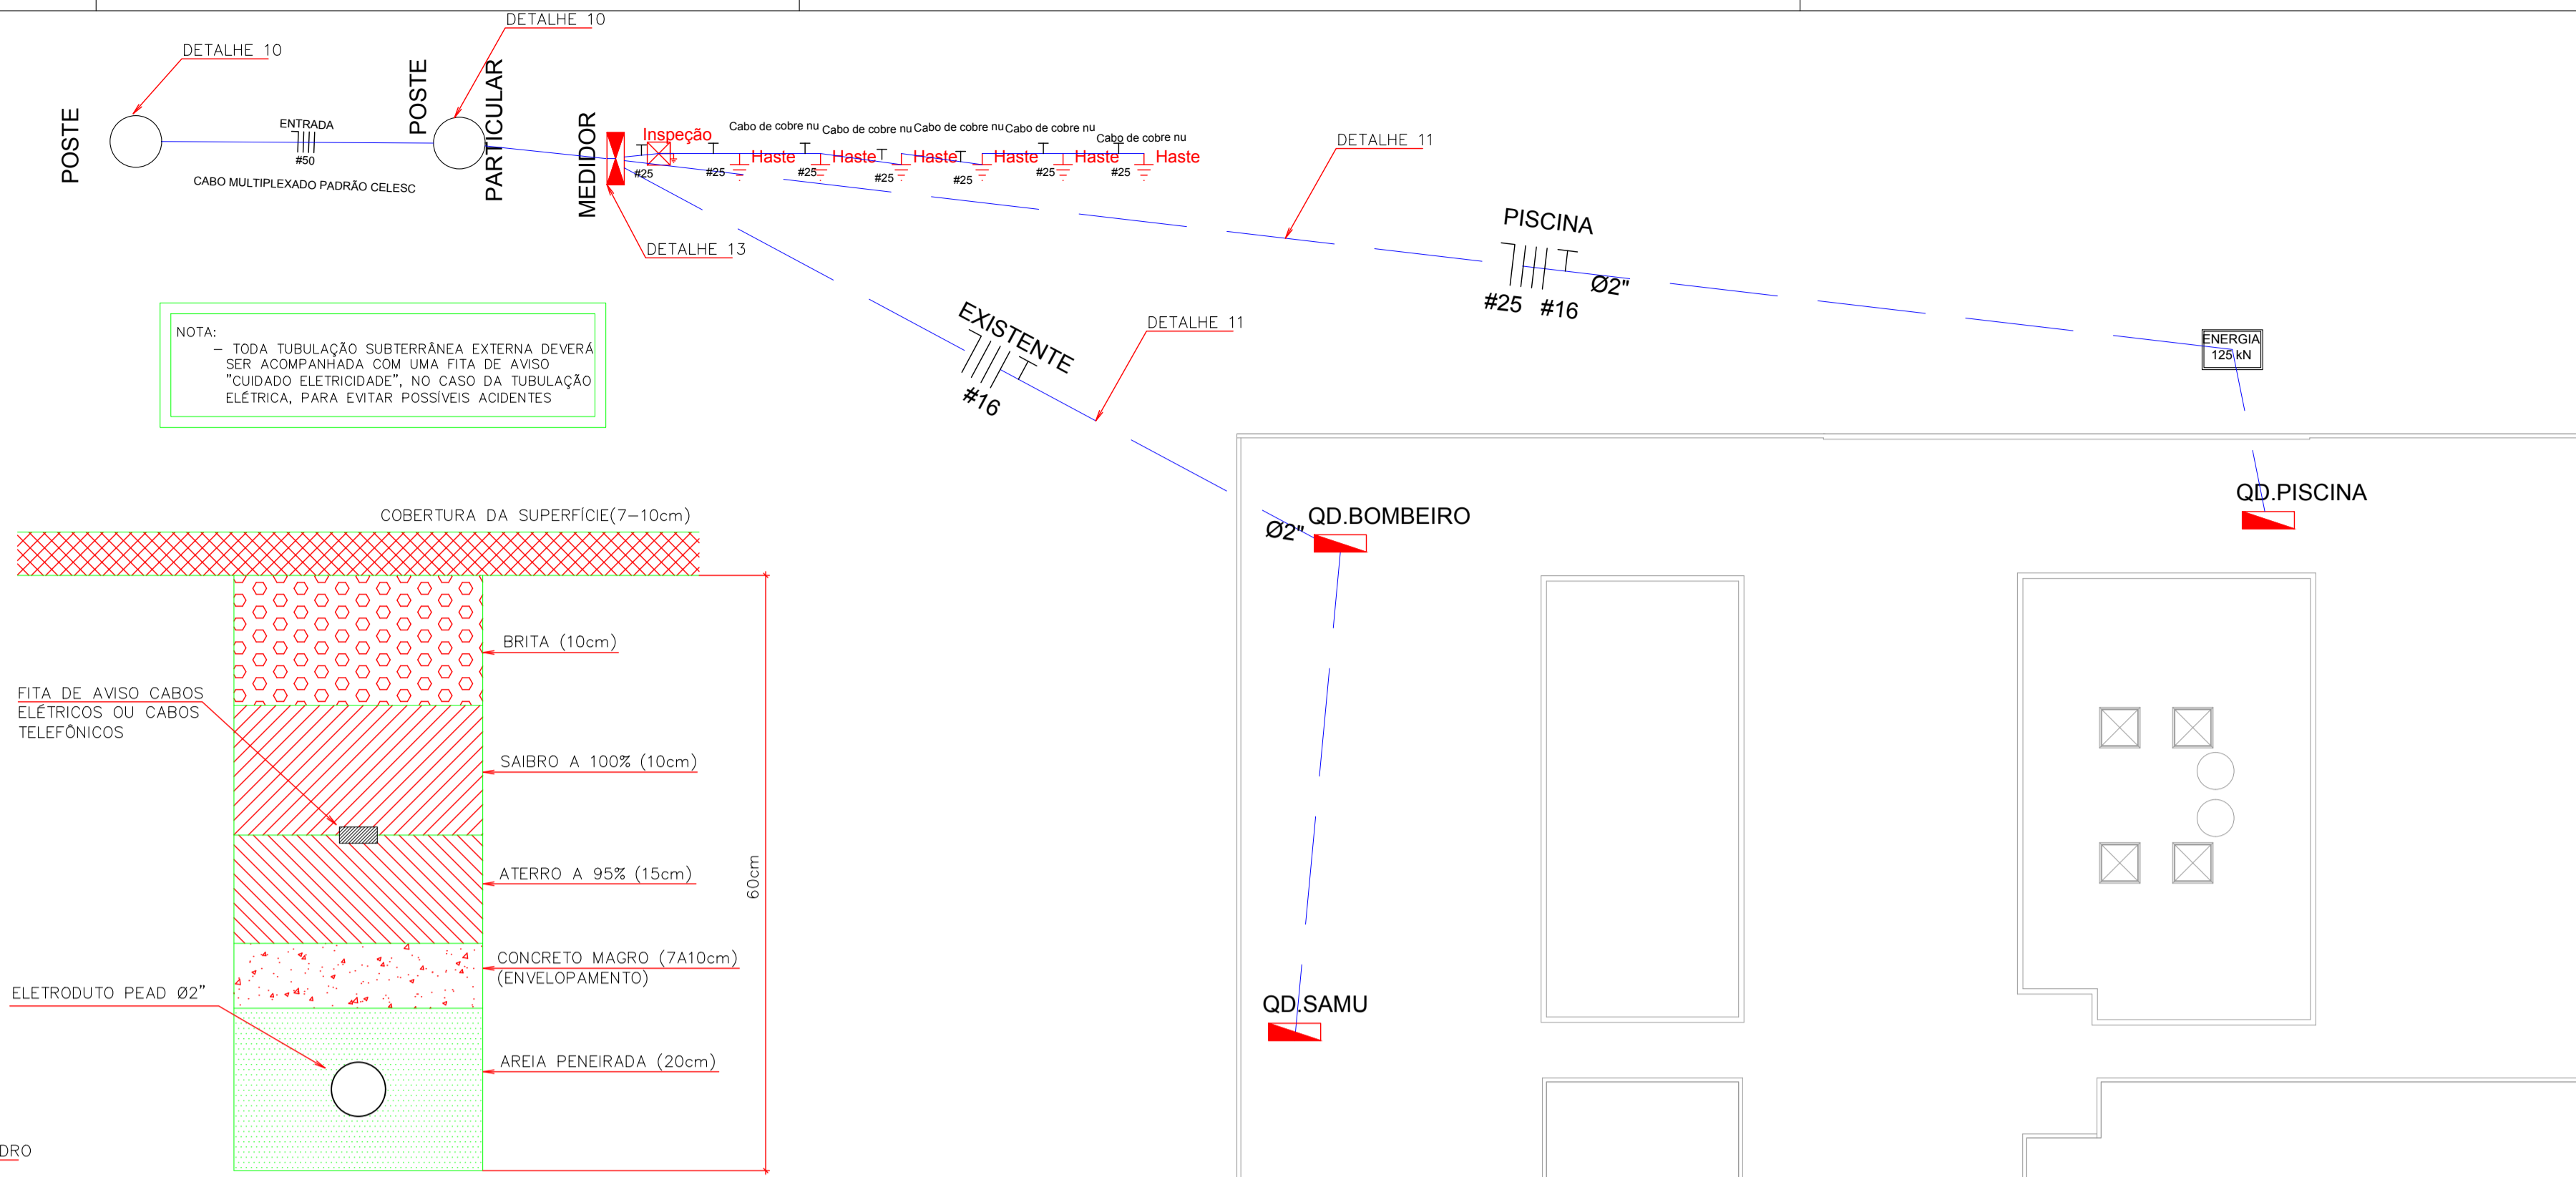 DETALHE 10
DETALHE 10
POSTE
ENTRADA
#50
CABO MULTIPLEXADO PADRÃO CELESC
POSTE
PARTICULAR
MEDIDOR
DETALHE 13
Inspeção
#25
Cabo de cobre nu
Cabo de cobre nu
Cabo de cobre nu
Cabo de cobre nu
Cabo de cobre nu
Haste
Haste
Haste
Haste
Haste
Haste
#25
#25
#25
#25
#25
#25
DETALHE 11
PISCINA
#25
#16
Ø2"
ENERGIA
125 kN
EXISTENTE
#16
DETALHE 11
NOTA:
– TODA TUBULAÇÃO SUBTERRÂNEA EXTERNA DEVERÁ
SER ACOMPANHADA COM UMA FITA DE AVISO
"CUIDADO ELETRICIDADE", NO CASO DA TUBULAÇÃO
ELÉTRICA, PARA EVITAR POSSÍVEIS ACIDENTES
QD.PISCINA
Ø2"
QD.BOMBEIRO
QD.SAMU
COBERTURA DA SUPERFÍCIE(7–10cm)
BRITA (10cm)
FITA DE AVISO CABOS
ELÉTRICOS OU CABOS
TELEFÔNICOS
SAIBRO A 100% (10cm)
ATERRO A 95% (15cm)
60cm
CONCRETO MAGRO (7A10cm)
(ENVELOPAMENTO)
ELETRODUTO PEAD Ø2"
AREIA PENEIRADA (20cm)
DRO